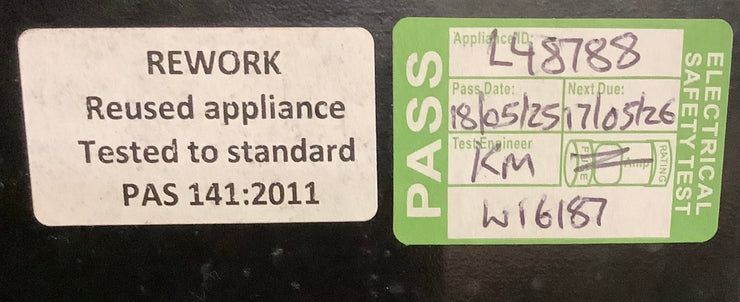 REWORK
Reused appliance
Tested to standard
PAS 141:2011
PASS
Appliance ID:
L48788
Pass Date:
18/05/25
Next Due:
17/05/26
Test Engineer
KM
FUSE
Amp
RATING
W16187
ELECTRICAL
SAFETY TEST